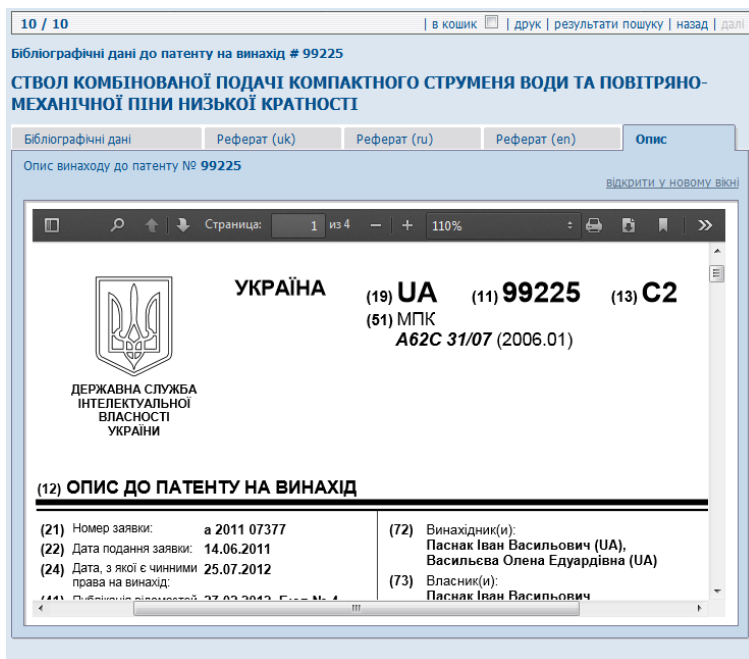 10 / 10 | в кошик | друк | результати пошуку | назад | далі
Бібліографічні дані до патенту на винахід # 99225
СТВОЛ КОМБІНОВАНОЇ ПОДАЧІ КОМПАКТНОГО СТРУМЕНЯ ВОДИ ТА ПОВІТРЯНО-
МЕХАНІЧНОЇ ПІНИ НИЗЬКОЇ КРАТНОСТІ
Бібліографічні дані Реферат (uk) Реферат (ru) Реферат (en) Опис
Опис винаходу до патенту № 99225
відкрити у новому вікні
Страница: 1 из 4 — + 110%
УКРАЇНА (19) UA (11) 99225 (13) C2
(51) МПК
A62C 31/07 (2006.01)
ДЕРЖАВНА СЛУЖБА
ІНТЕЛЕКТУАЛЬНОЇ
ВЛАСНОСТІ
УКРАЇНИ
(12) ОПИС ДО ПАТЕНТУ НА ВИНАХІД
(21) Номер заявки: a 2011 07377
(22) Дата подання заявки: 14.06.2011
(24) Дата, з якої є чинними 25.07.2012
права на винахід:
(72) Винахідник(и):
Паснак Іван Васильович (UA),
Васильєва Олена Едуардівна (UA)
(73) Власник(и):
Паснак Іван Васильович